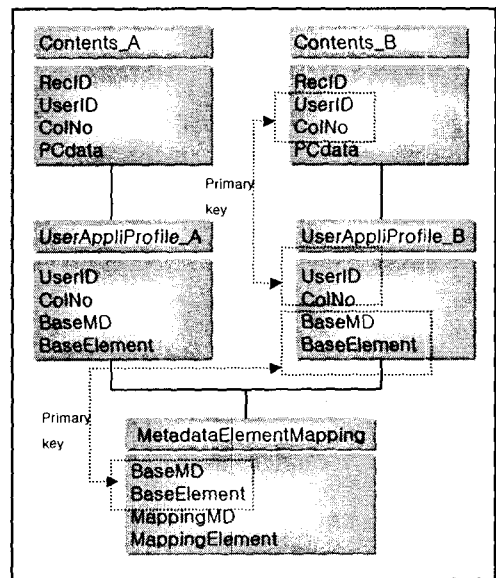 Contents_A
RecID
UserID
ColNo
PCdata
Contents_B
RecID
UserID
ColNo
PCdata
Primary
key
UserAppliProfile_A
UserID
ColNo
BaseMD
BaseElement
UserAppliProfile_B
UserID
ColNo
BaseMD
BaseElement
Primary
key
MetadataElementMapping
BaseMD
BaseElement
MappingMD
MappingElement